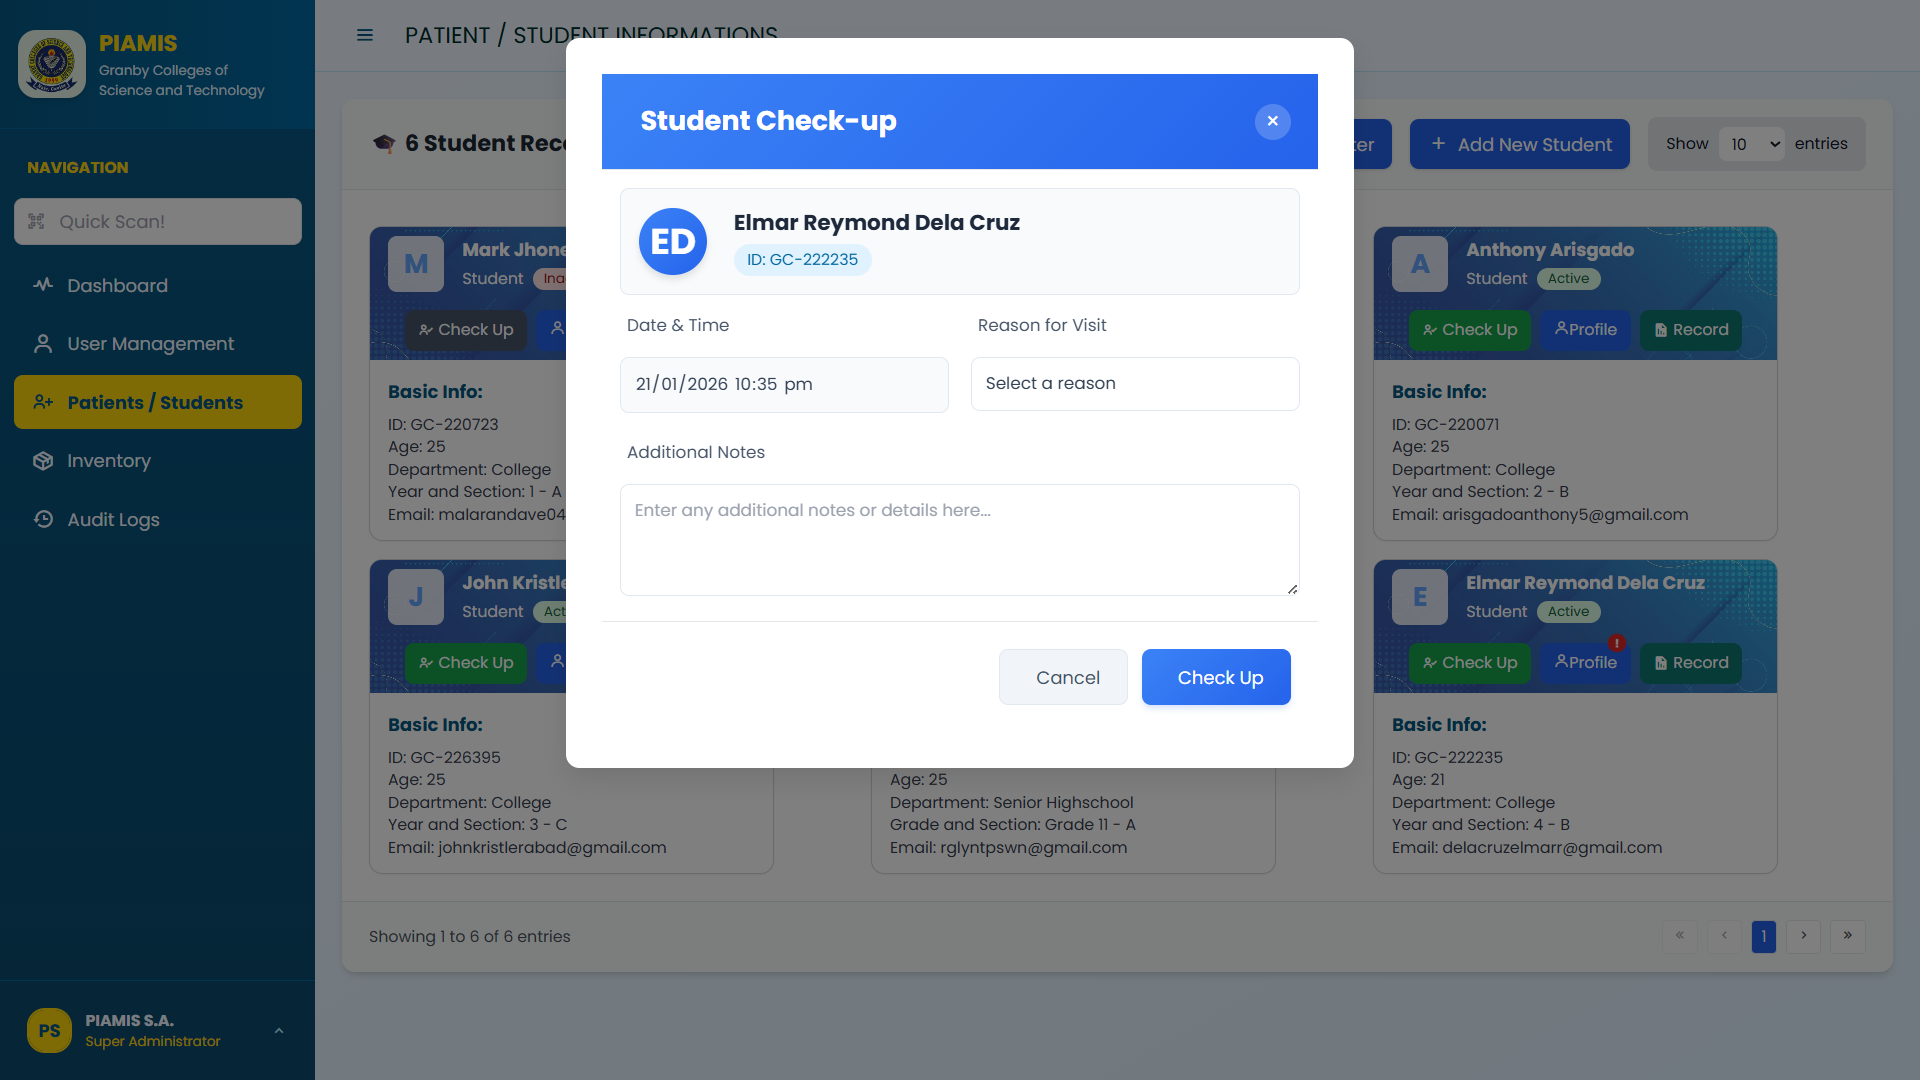 PIAMIS
Granby Colleges of
Science and Technology
NAVIGATION
Quick Scan!
Dashboard
User Management
Patients / Students
Inventory
Audit Logs
PS
PIAMIS S.A.
Super Administrator
PATIENT / STUDENT INFORMATIONS
6 Student
Add New Student
Show 10 entries
M
Mark Jhone
Student
Check Up
Basic Info:
ID: GC-220723
Age: 25
Department: College
Year and Section: 1 - A
Email: malarandave04
A
Anthony Arisgado
Student Active
Check Up Profile Record
Basic Info:
ID: GC-220071
Age: 25
Department: College
Year and Section: 2 - B
Email: arisgadoanthony5@gmail.com
J
John Kristle
Student
Check Up
Basic Info:
ID: GC-226395
Age: 25
Department: College
Year and Section: 3 - C
Email: johnkristlerabad@gmail.com
Age: 25
Department: Senior Highschool
Grade and Section: Grade 11 - A
Email: rglyntpswn@gmail.com
E
Elmar Reymond Dela Cruz
Student Active
Check Up Profile ! Record
Basic Info:
ID: GC-222235
Age: 21
Department: College
Year and Section: 4 - B
Email: delacruzelmarr@gmail.com
Showing 1 to 6 of 6 entries
« ‹ 1 › »
Student Check-up
ED
Elmar Reymond Dela Cruz
ID: GC-222235
Date & Time
21/01/2026 10:35 pm
Reason for Visit
Select a reason
Additional Notes
Enter any additional notes or details here...
Cancel
Check Up